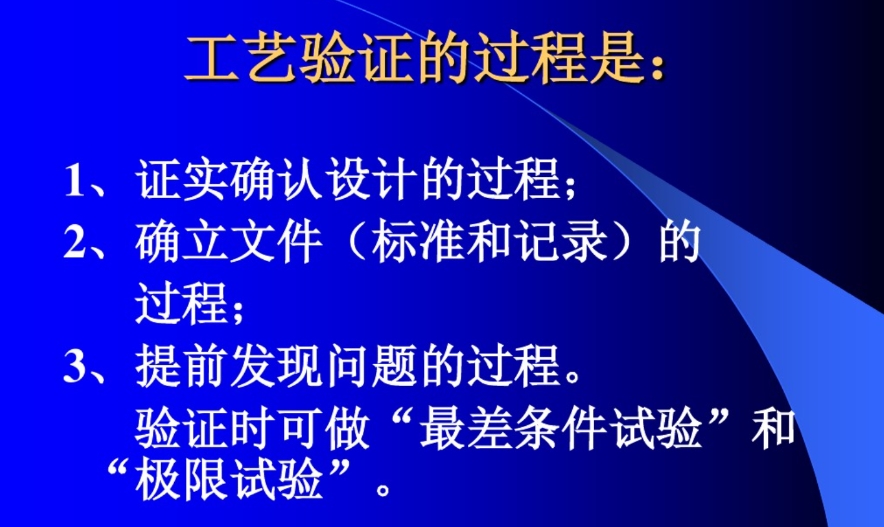 工艺验证的过程是：
1、证实确认设计的过程；
2、确立文件（标准和记录）的
过程；
3、提前发现问题的过程。
验证时可做“最差条件试验”和
“极限试验”。